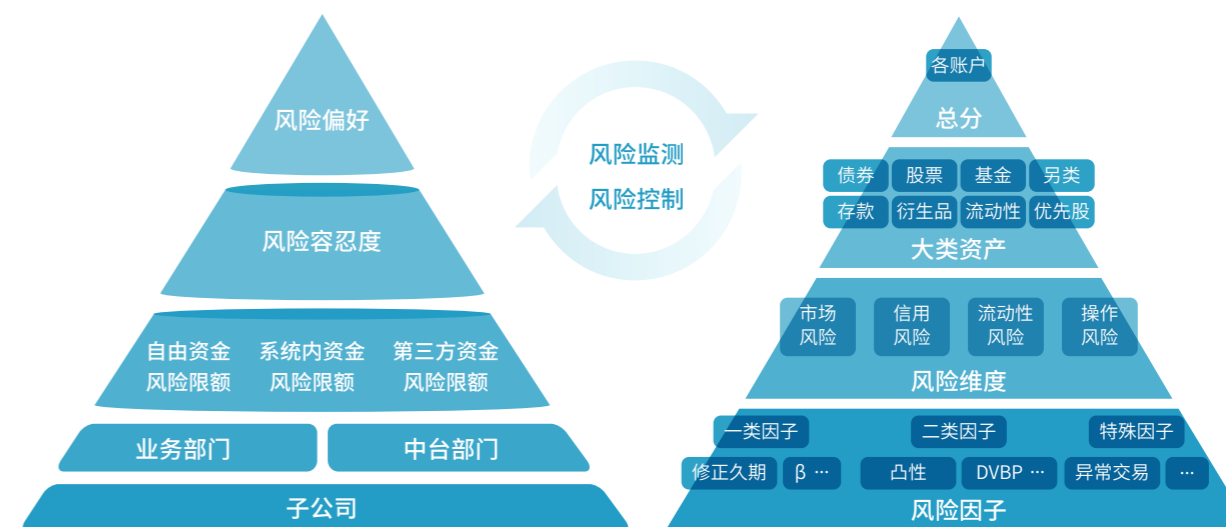 风险偏好
风险容忍度
自由资金 系统内资金 第三方资金
风险限额 风险限额 风险限额
业务部门 中台部门
子公司
风险监测
风险控制
各账户
总分
债券 股票 基金 另类
存款 衍生品 流动性 优先股
大类资产
市场 信用 流动性 操作
风险 风险 风险 风险
风险维度
一类因子 二类因子 特殊因子
修正久期 β … 凸性 DVBP … 异常交易 …
风险因子